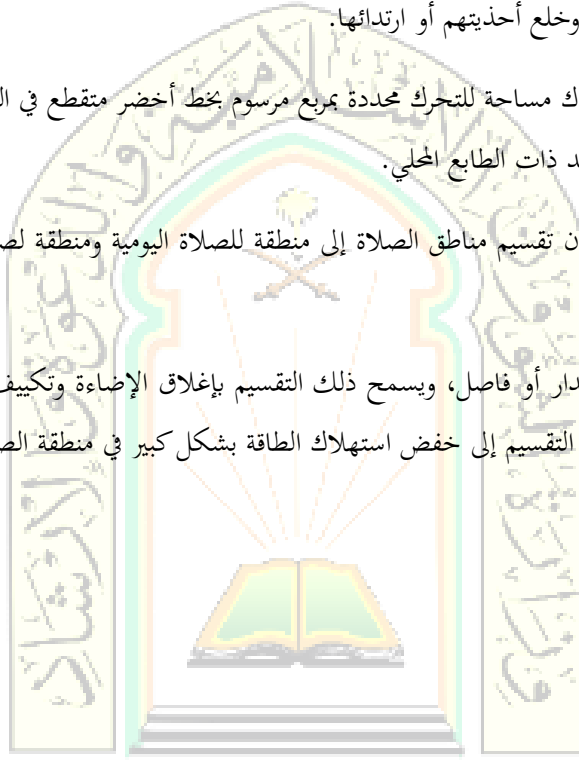 وخلع أحذيتهم أو ارتدائها.
ك مساحة للتحرك محددة بمربع مرسوم بخط أخضر متقطع في ال
د ذات الطابع المحلي.
ن تقسيم مناطق الصلاة إلى منطقة للصلاة اليومية ومنطقة لص
دار أو فاصل، ويسمح ذلك التقسيم بإغلاق الإضاءة وتكييف
التقسيم إلى خفض استهلاك الطاقة بشكل كبير في منطقة الص